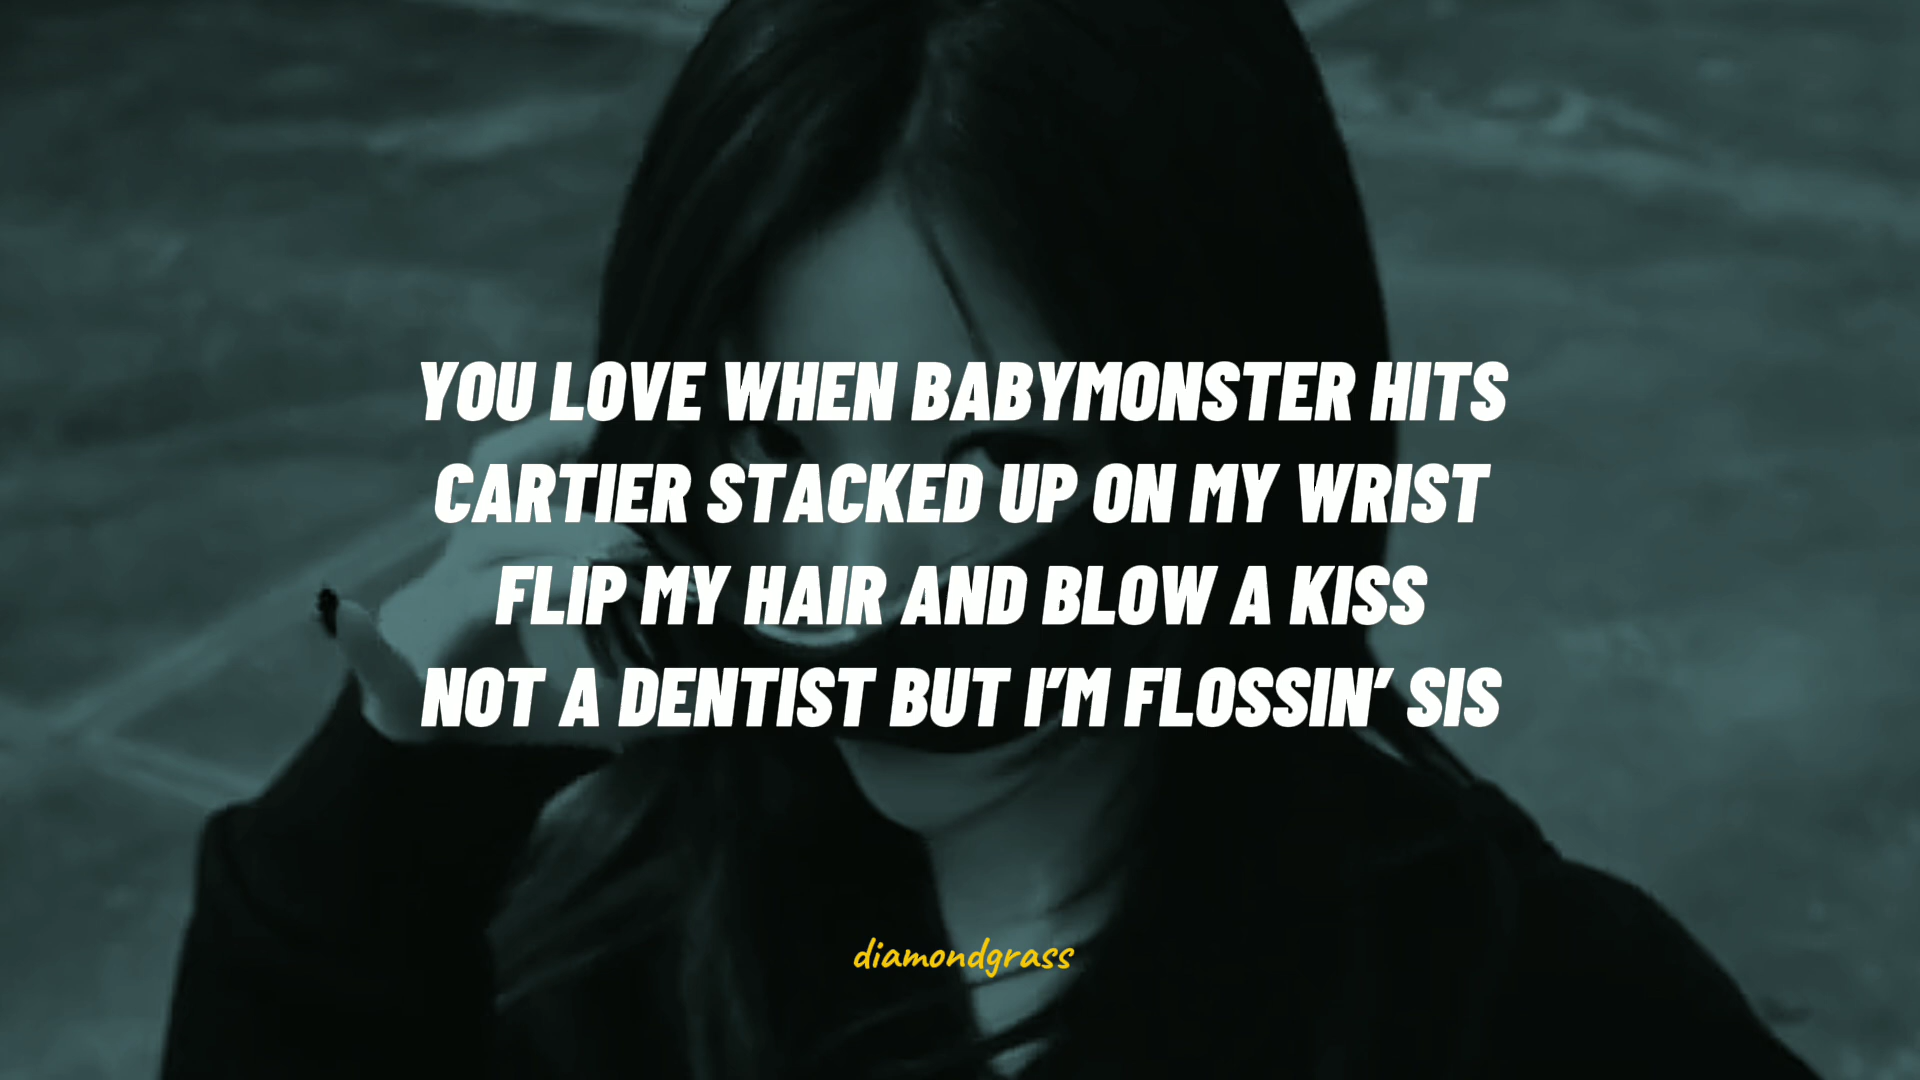 YOU LOVE WHEN BABYMONSTER HITS
CARTIER STACKED UP ON MY WRIST
FLIP MY HAIR AND BLOW A KISS
NOT A DENTIST BUT I'M FLOSSIN' SIS
diamondgrass